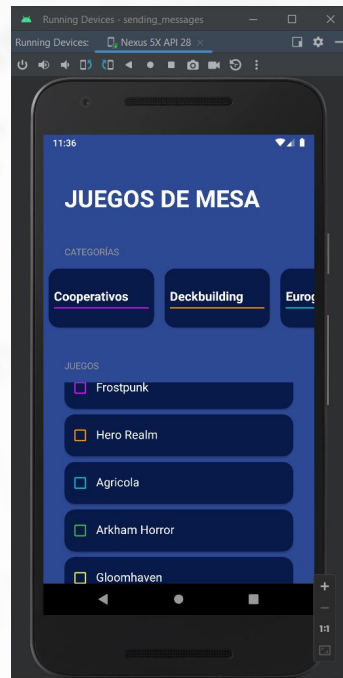 Running Devices - sending_messages
Running Devices: Nexus 5X API 28
11:36
JUEGOS DE MESA
CATEGORÍAS
Cooperativos Deckbuilding Eurog
JUEGOS
Frostpunk
Hero Realm
Agricola
Arkham Horror
Gloomhaven
1:1